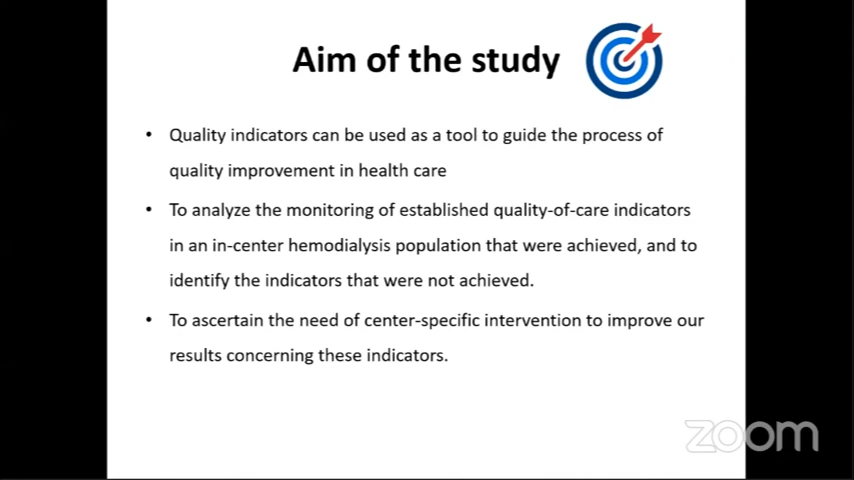 Aim of the study
• Quality indicators can be used as a tool to guide the process of
quality improvement in health care
• To analyze the monitoring of established quality-of-care indicators
in an in-center hemodialysis population that were achieved, and to
identify the indicators that were not achieved.
• To ascertain the need of center-specific intervention to improve our
results concerning these indicators.
zoom